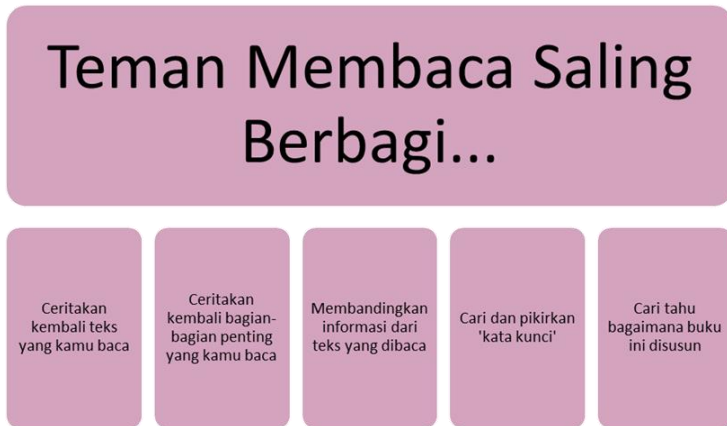 Teman Membaca Saling
Berbagi...
Ceritakan
kembali teks
yang kamu baca
Ceritakan
kembali bagian-
bagian penting
yang kamu baca
Membandingkan
informasi dari
teks yang dibaca
Cari dan pikirkan
'kata kunci'
Cari tahu
bagaimana buku
ini disusun